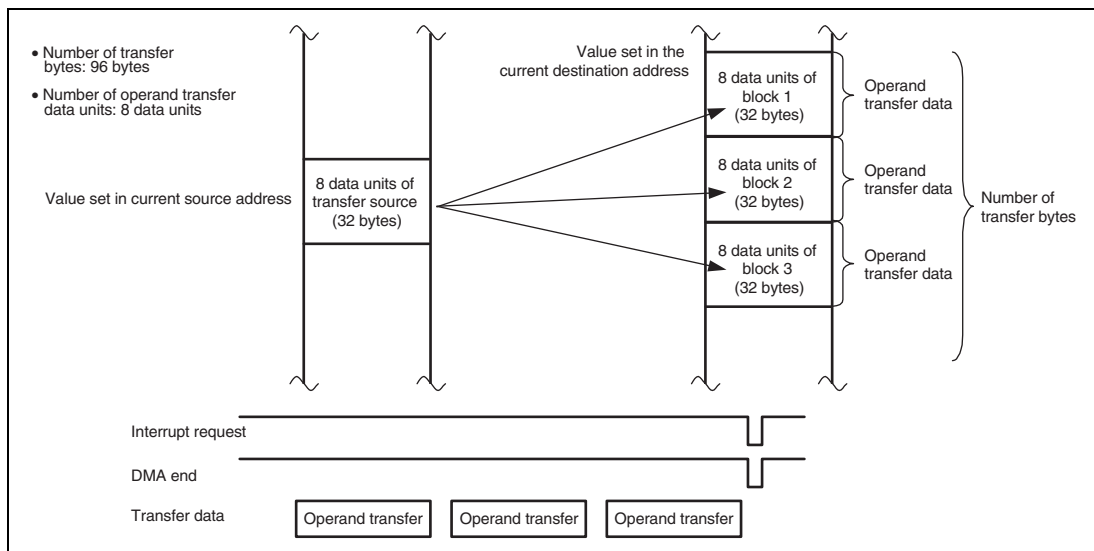 • Number of transfer
bytes: 96 bytes
• Number of operand transfer
data units: 8 data units
Value set in current source address
8 data units of
transfer source
(32 bytes)
Value set in the
current destination address
8 data units of
block 1
(32 bytes)
Operand
transfer data
8 data units of
block 2
(32 bytes)
Operand
transfer data
8 data units of
block 3
(32 bytes)
Operand
transfer data
Number of
transfer bytes
Interrupt request
DMA end
Transfer data
Operand transfer
Operand transfer
Operand transfer